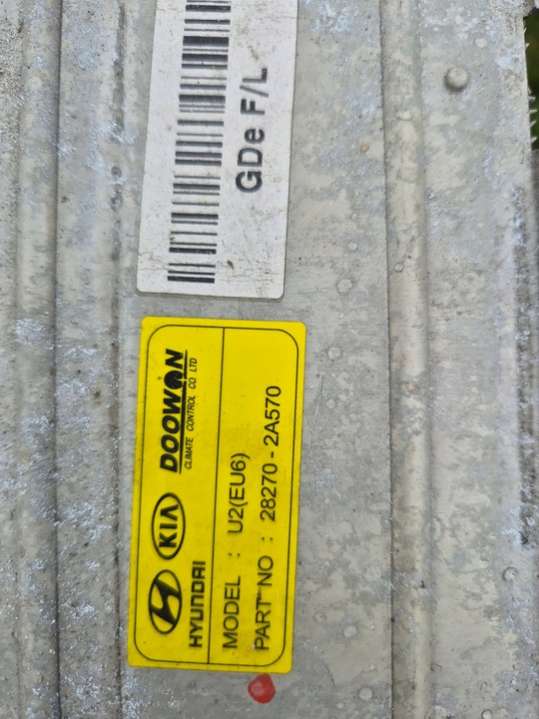 GDe F/L
HYUNDAI
KIA
DOOWON
CLIMATE CONTROL CO LTD
MODEL : U2(EU6)
PART NO : 28270-2A570